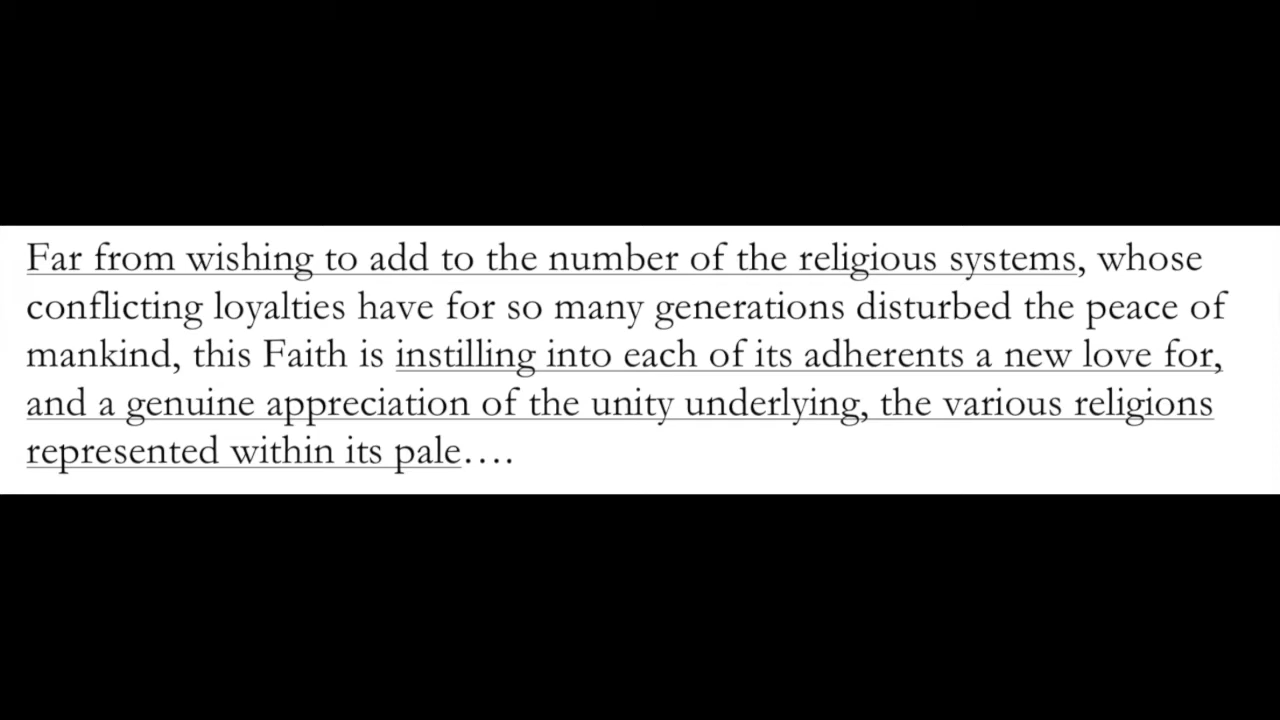 Far from wishing to add to the number of the religious systems, whose
conflicting loyalties have for so many generations disturbed the peace of
mankind, this Faith is instilling into each of its adherents a new love for,
and a genuine appreciation of the unity underlying, the various religions
represented within its pale….